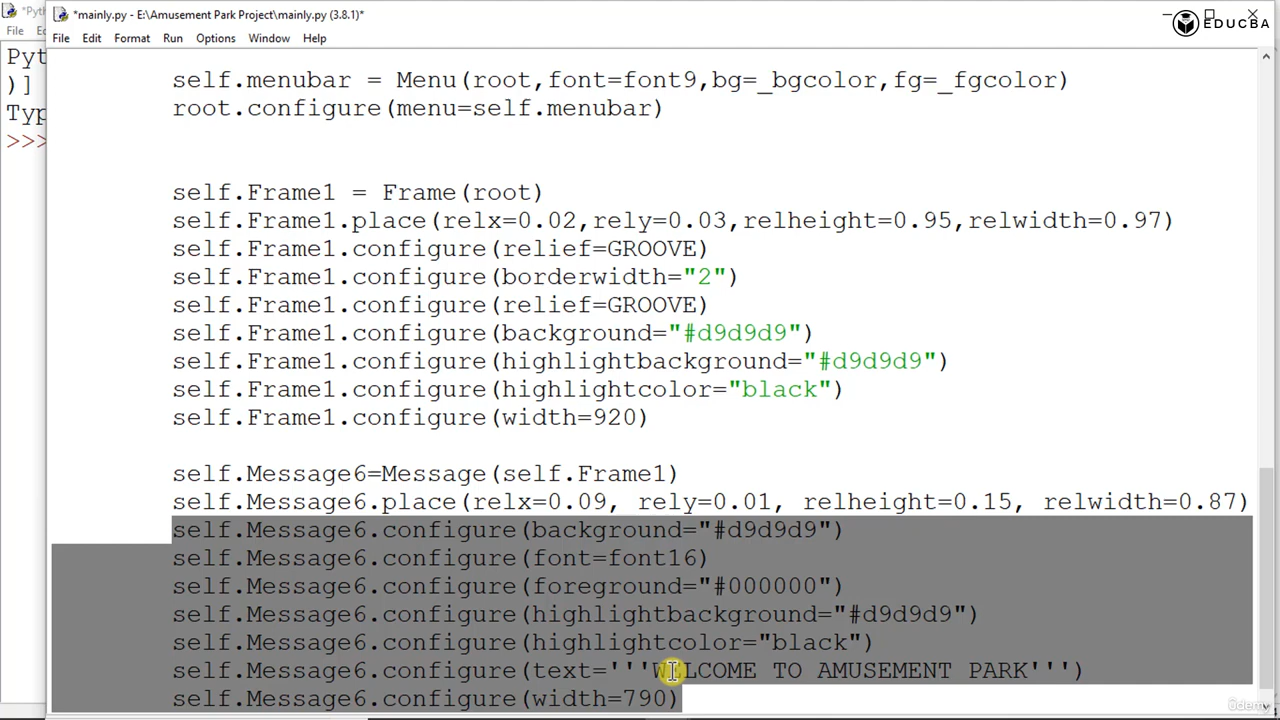 *Pyth
*mainly.py - E:\Amusement Park Project\mainly.py (3.8.1)*
EDUCBA
File Ed
File Edit Format Run Options Window Help
Pyt
)]
Typ
>>>
self.menubar = Menu(root,font=font9,bg=_bgcolor,fg=_fgcolor)
root.configure(menu=self.menubar)
self.Frame1 = Frame(root)
self.Frame1.place(relx=0.02,rely=0.03,relheight=0.95,relwidth=0.97)
self.Frame1.configure(relief=GROOVE)
self.Frame1.configure(borderwidth="2")
self.Frame1.configure(relief=GROOVE)
self.Frame1.configure(background="#d9d9d9")
self.Frame1.configure(highlightbackground="#d9d9d9")
self.Frame1.configure(highlightcolor="black")
self.Frame1.configure(width=920)
self.Message6=Message(self.Frame1)
self.Message6.place(relx=0.09, rely=0.01, relheight=0.15, relwidth=0.87)
self.Message6.configure(background="#d9d9d9")
self.Message6.configure(font=font16)
self.Message6.configure(foreground="#000000")
self.Message6.configure(highlightbackground="#d9d9d9")
self.Message6.configure(highlightcolor="black")
self.Message6.configure(text='''WELCOME TO AMUSEMENT PARK''')
self.Message6.configure(width=790)
ûdemy